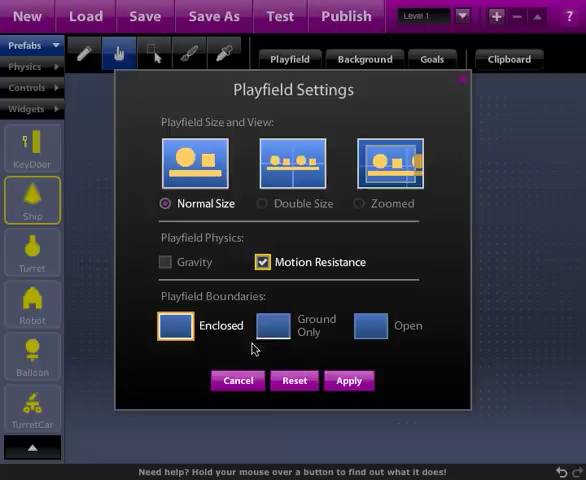 New Load Save Save As Test Publish Level 1 ?
Prefabs
Physics
Controls
Widgets
Playfield Background Goals Clipboard
KeyDoor
Ship
Turret
Robot
Balloon
TurretCar
Playfield Settings
Playfield Size and View:
Normal Size Double Size Zoomed
Playfield Physics:
Gravity Motion Resistance
Playfield Boundaries:
Enclosed Ground Only Open
Cancel Reset Apply
Need help? Hold your mouse over a button to find out what it does!